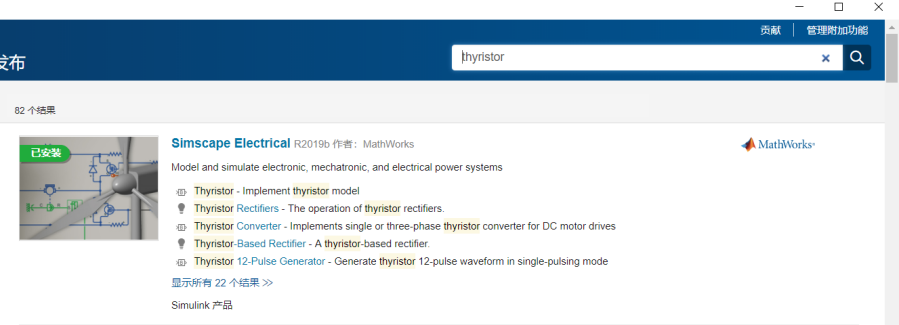 贡献 管理附加功能
发布
thyristor
82 个结果
已安装
Simscape Electrical R2019b 作者：MathWorks
MathWorks®
Model and simulate electronic, mechatronic, and electrical power systems
Thyristor - Implement thyristor model
Thyristor Rectifiers - The operation of thyristor rectifiers.
Thyristor Converter - Implements single or three-phase thyristor converter for DC motor drives
Thyristor-Based Rectifier - A thyristor-based rectifier.
Thyristor 12-Pulse Generator - Generate thyristor 12-pulse waveform in single-pulsing mode
显示所有 22 个结果 >>
Simulink 产品